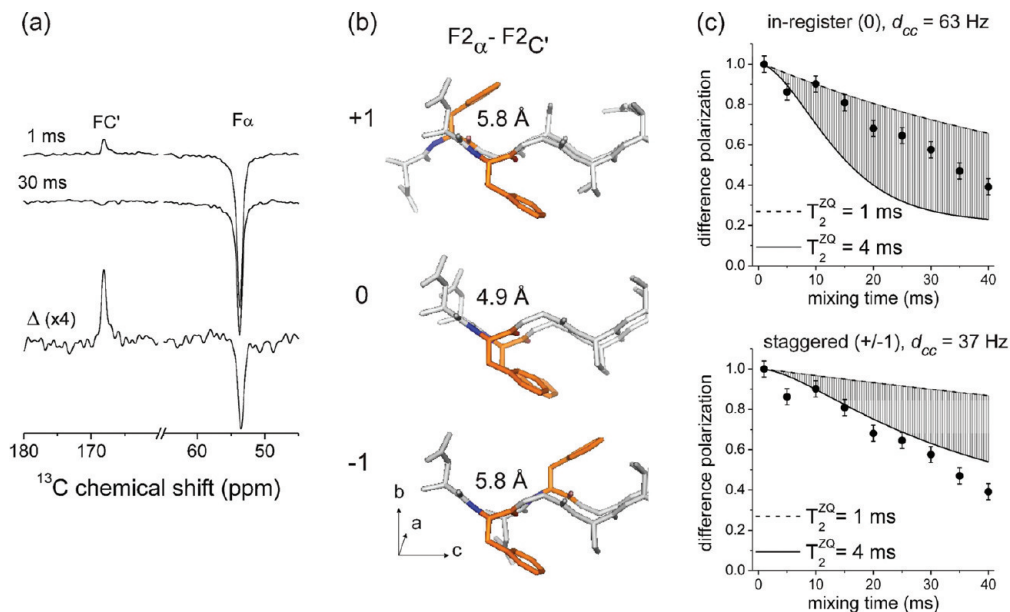 (a)
FC'
Fα
1 ms
30 ms
Δ (x4)
180 170 160 60 50
¹³C chemical shift (ppm)
(b)
F2α- F2C'
+1
5.8 Å
0
4.9 Å
-1
5.8 Å
b
a
c
(c)
in-register (0), dcc = 63 Hz
difference polarization
1.0
0.8
0.6
0.4
0.2
0.0
T₂ZQ = 1 ms
T₂ZQ = 4 ms
0 10 20 30 40
mixing time (ms)
staggered (+/-1), dcc = 37 Hz
difference polarization
1.0
0.8
0.6
0.4
0.2
0.0
T₂ZQ = 1 ms
T₂ZQ = 4 ms
0 10 20 30 40
mixing time (ms)